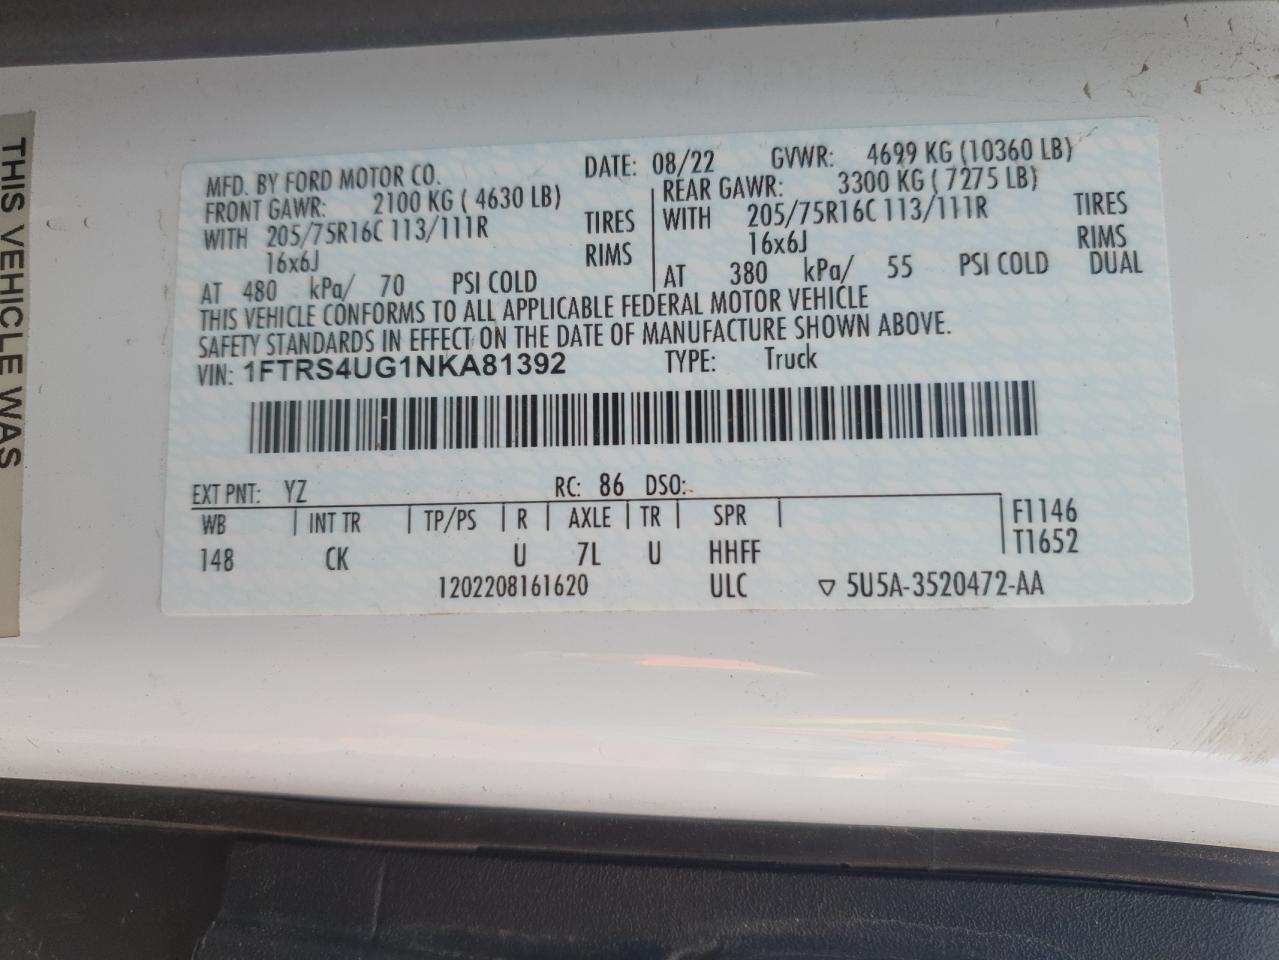 THIS VEHICLE WAS
MFD. BY FORD MOTOR CO. DATE: 08/22 GVWR: 4699 KG (10360 LB)
FRONT GAWR: 2100 KG ( 4630 LB) REAR GAWR: 3300 KG ( 7275 LB)
WITH 205/75R16C 113/111R TIRES WITH 205/75R16C 113/111R TIRES
16x6J RIMS 16x6J RIMS
AT 480 kPa/ 70 PSI COLD AT 380 kPa/ 55 PSI COLD DUAL
THIS VEHICLE CONFORMS TO ALL APPLICABLE FEDERAL MOTOR VEHICLE
SAFETY STANDARDS IN EFFECT ON THE DATE OF MANUFACTURE SHOWN ABOVE.
VIN: 1FTRS4UG1NKA81392 TYPE: Truck
EXT PNT: YZ RC: 86 DSO:
WB | INT TR | TP/PS | R | AXLE | TR | SPR | F1146
148 CK U 7L U HHFF T1652
1202208161620 ULC ▽ 5U5A-3520472-AA